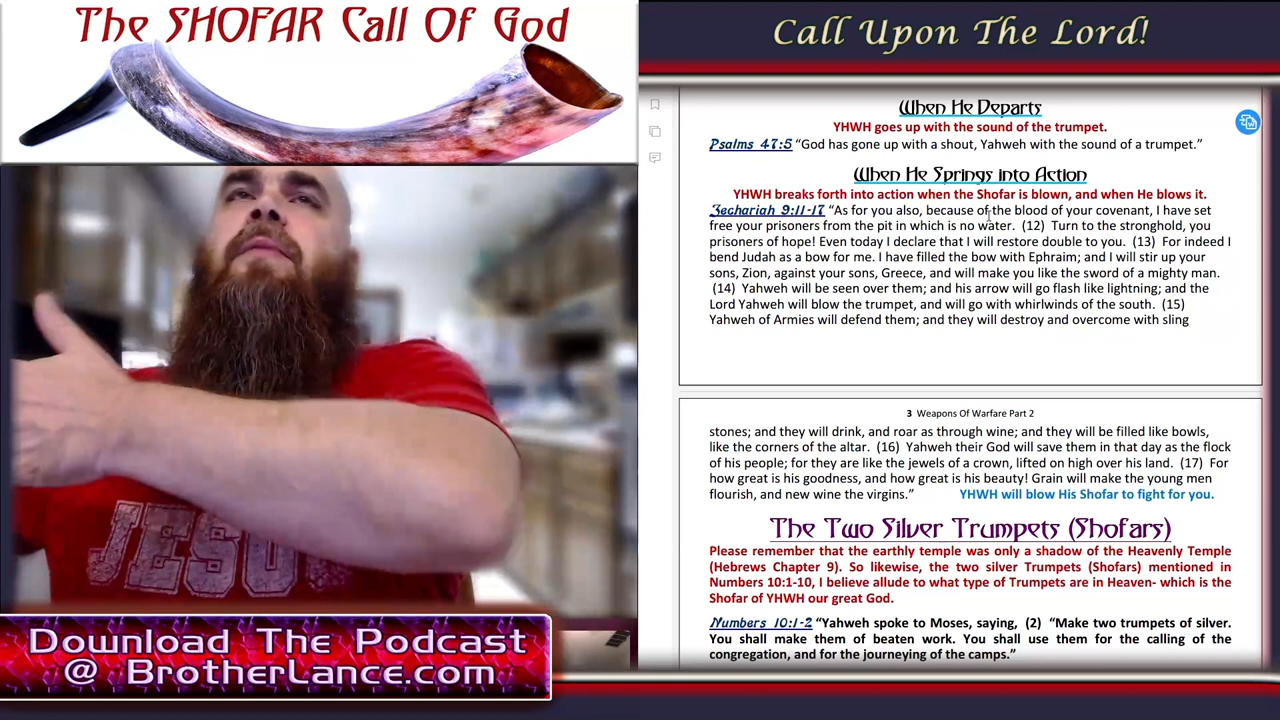 The SHOFAR Call Of God
JESUS
Download The Podcast
@ BrotherLance.com
Call Upon The Lord!
When He Departs
YHWH goes up with the sound of the trumpet.
Psalms 47:5 “God has gone up with a shout, Yahweh with the sound of a trumpet.”
When He Springs into Action
YHWH breaks forth into action when the Shofar is blown, and when He blows it.
Zechariah 9:11-17 “As for you also, because of the blood of your covenant, I have set
free your prisoners from the pit in which is no water. (12) Turn to the stronghold, you
prisoners of hope! Even today I declare that I will restore double to you. (13) For indeed I
bend Judah as a bow for me. I have filled the bow with Ephraim; and I will stir up your
sons, Zion, against your sons, Greece, and will make you like the sword of a mighty man.
(14) Yahweh will be seen over them; and his arrow will go flash like lightning; and the
Lord Yahweh will blow the trumpet, and will go with whirlwinds of the south. (15)
Yahweh of Armies will defend them; and they will destroy and overcome with sling
3 Weapons Of Warfare Part 2
stones; and they will drink, and roar as through wine; and they will be filled like bowls,
like the corners of the altar. (16) Yahweh their God will save them in that day as the flock
of his people; for they are like the jewels of a crown, lifted on high over his land. (17) For
how great is his goodness, and how great is his beauty! Grain will make the young men
flourish, and new wine the virgins.” YHWH will blow His Shofar to fight for you.
The Two Silver Trumpets (Shofars)
Please remember that the earthly temple was only a shadow of the Heavenly Temple
(Hebrews Chapter 9). So likewise, the two silver Trumpets (Shofars) mentioned in
Numbers 10:1-10, I believe allude to what type of Trumpets are in Heaven- which is the
Shofar of YHWH our great God.
Numbers 10:1-2 “Yahweh spoke to Moses, saying, (2) “Make two trumpets of silver.
You shall make them of beaten work. You shall use them for the calling of the
congregation, and for the journeying of the camps.”